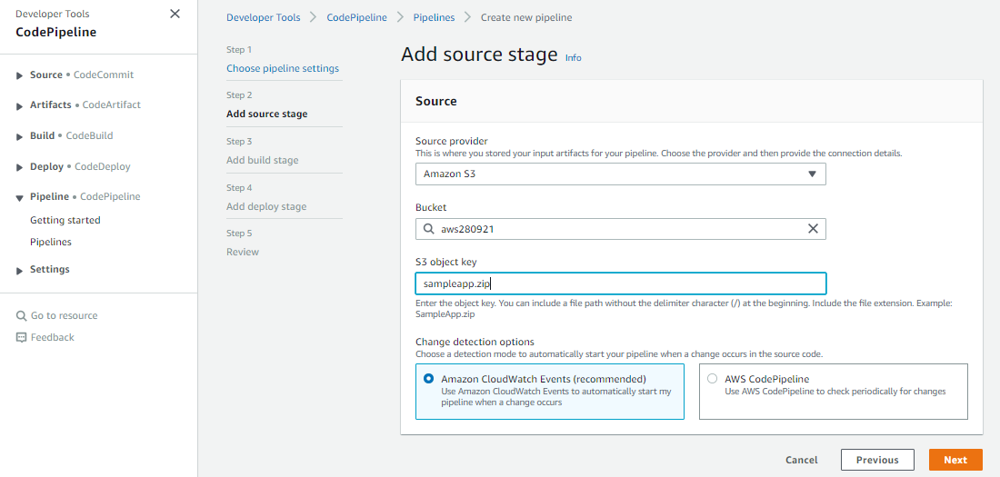 Developer Tools
CodePipeline
Source • CodeCommit
Artifacts • CodeArtifact
Build • CodeBuild
Deploy • CodeDeploy
Pipeline • CodePipeline
Getting started
Pipelines
Settings
Go to resource
Feedback
Developer Tools > CodePipeline > Pipelines > Create new pipeline
Step 1
Choose pipeline settings
Step 2
Add source stage
Step 3
Add build stage
Step 4
Add deploy stage
Step 5
Review
Add source stage Info
Source
Source provider
This is where you stored your input artifacts for your pipeline. Choose the provider and then provide the connection details.
Amazon S3
Bucket
aws280921
S3 object key
sampleapp.zip
Enter the object key. You can include a file path without the delimiter character (/) at the beginning. Include the file extension. Example:
SampleApp.zip
Change detection options
Choose a detection mode to automatically start your pipeline when a change occurs in the source code.
Amazon CloudWatch Events (recommended)
Use Amazon CloudWatch Events to automatically start my
pipeline when a change occurs
AWS CodePipeline
Use AWS CodePipeline to check periodically for changes
Cancel
Previous
Next